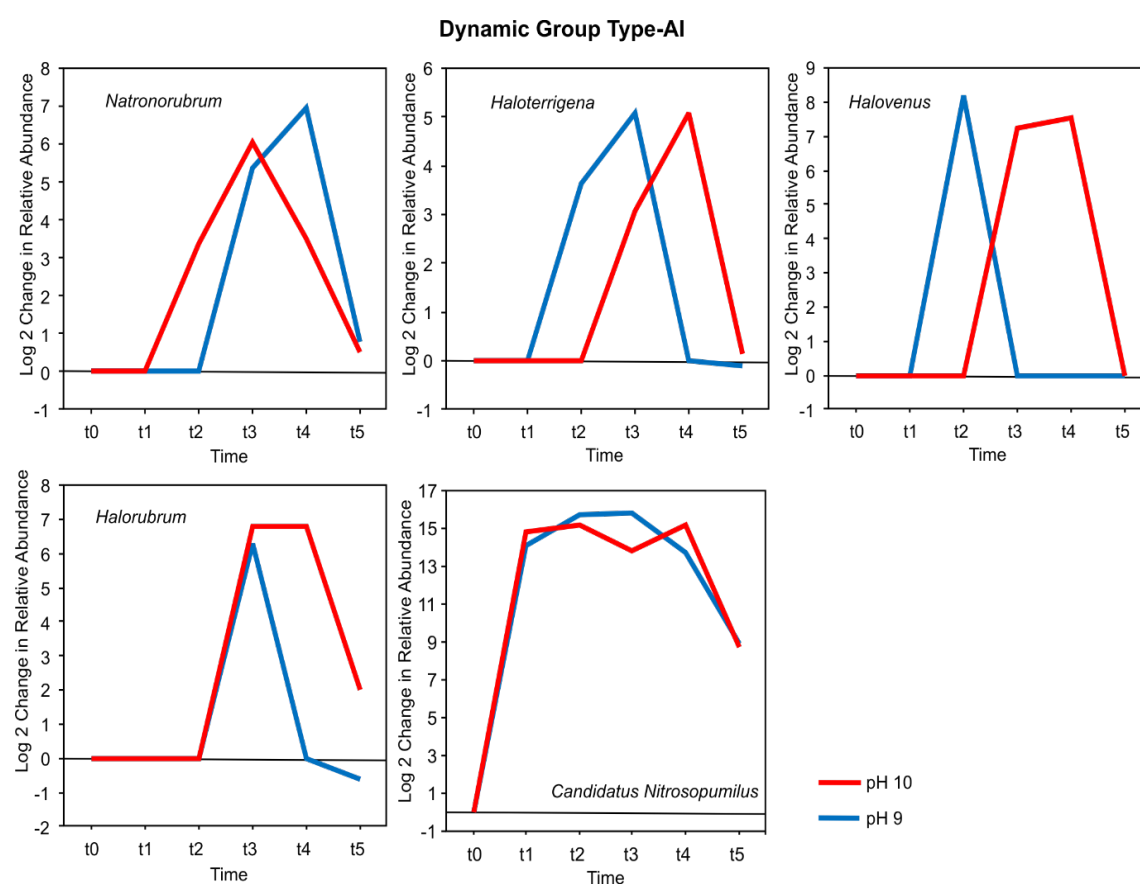 Dynamic Group Type-AI
Log 2 Change in Relative Abundance
8
7
6
5
4
3
2
1
0
-1
Natronorubrum
t0 t1 t2 t3 t4 t5
Time
Log 2 Change in Relative Abundance
6
5
4
3
2
1
0
-1
Haloterrigena
t0 t1 t2 t3 t4 t5
Time
Log 2 Change in Relative Abundance
9
8
7
6
5
4
3
2
1
0
-1
Halovenus
t0 t1 t2 t3 t4 t5
Time
Log 2 Change in Relative Abundance
8
7
6
5
4
3
2
1
0
-1
-2
Halorubrum
t0 t1 t2 t3 t4 t5
Time
Log 2 Change in Relative Abundance
17
15
13
11
9
7
5
3
1
-1
Candidatus Nitrosopumilus
t0 t1 t2 t3 t4 t5
Time
pH 10
pH 9